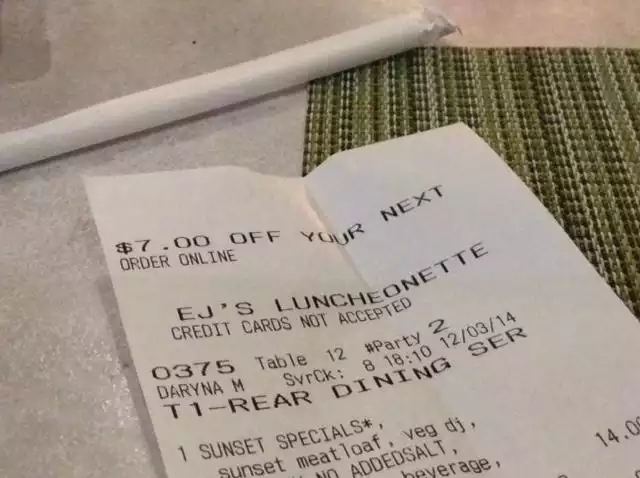 $7.00 OFF YOUR NEXT
ORDER ONLINE
EJ'S LUNCHEONETTE
CREDIT CARDS NOT ACCEPTED
0375 Table 12 #Party 2
DARYNA M SvrCk: 8 18:10 12/03/14
T1-REAR DINING SER
1 SUNSET SPECIALS*,
sunset meatloaf, veg dj, 14.00
NO ADDEDSALT,
beverage,